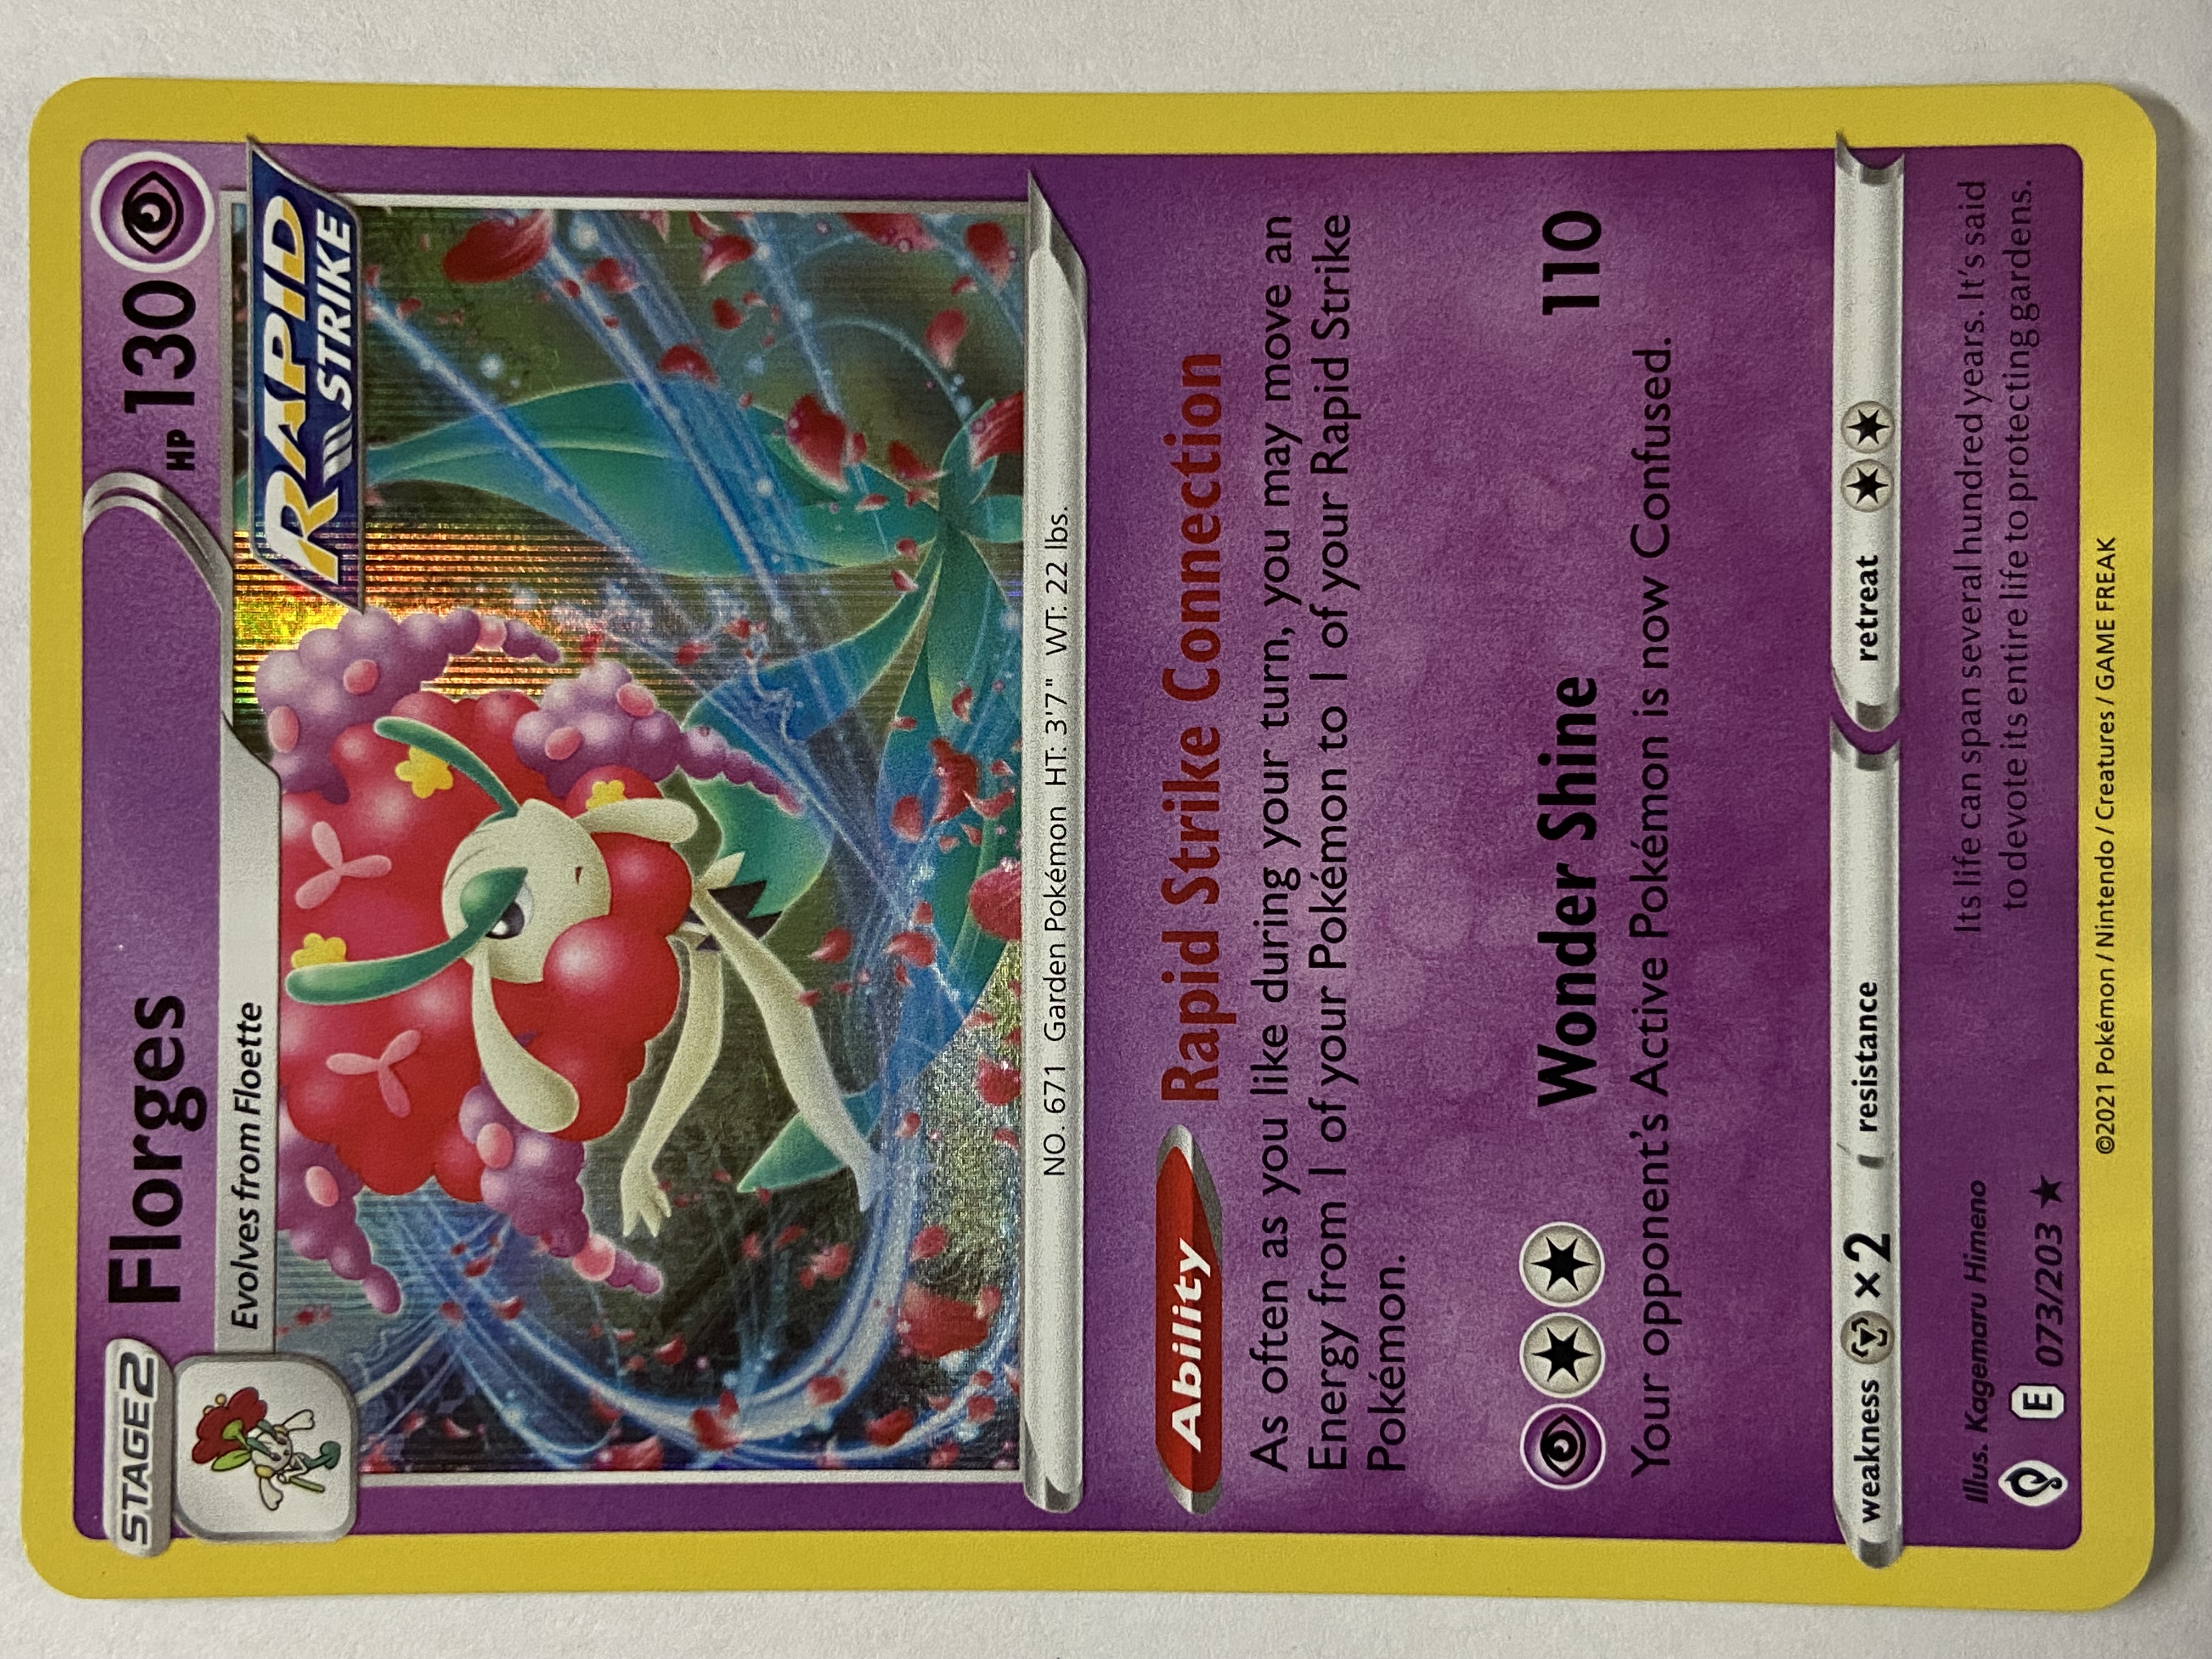 STAGE 2
Florges
HP 130
Evolves from Floette
RAPID
STRIKE
NO. 671 Garden Pokémon HT: 3'7" WT: 22 lbs.
Ability Rapid Strike Connection
As often as you like during your turn, you may move an
Energy from 1 of your Pokémon to 1 of your Rapid Strike
Pokémon.
Wonder Shine 110
Your opponent's Active Pokémon is now Confused.
weakness ×2 resistance retreat
Illus. Kagemaru Himeno
Its life can span several hundred years. It's said
to devote its entire life to protecting gardens.
E 073/203 ★
©2021 Pokémon / Nintendo / Creatures / GAME FREAK